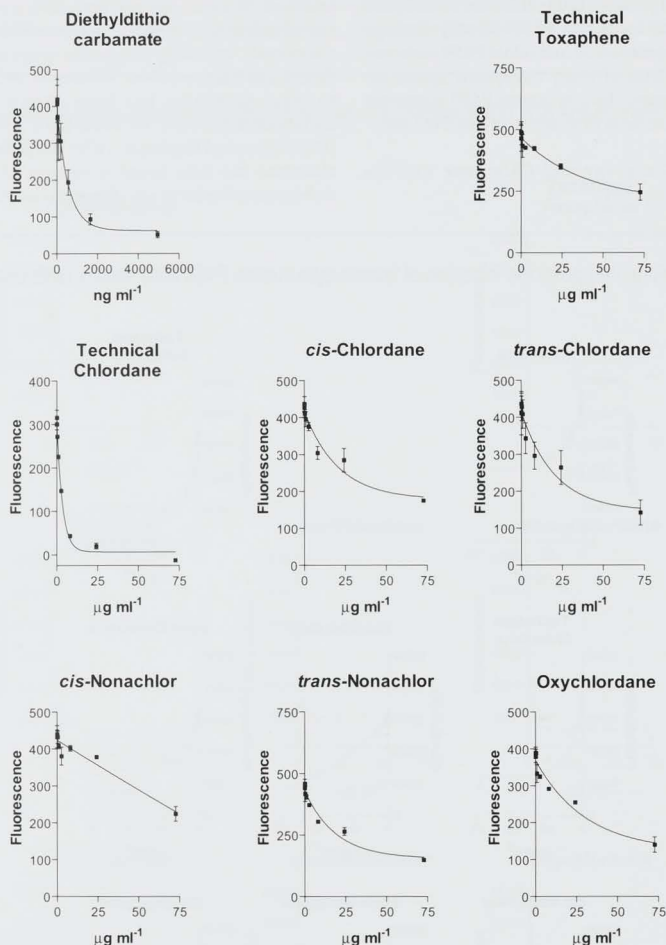 Diethyldithio
carbamate
500
400
300
200
100
0
Fluorescence
0 2000 4000 6000
ng ml-1
Technical
Toxaphene
750
500
250
0
Fluorescence
0 25 50 75
µg ml-1
Technical
Chlordane
400
300
200
100
0
Fluorescence
0 25 50 75
µg ml-1
cis-Chlordane
500
400
300
200
100
0
Fluorescence
0 25 50 75
µg ml-1
trans-Chlordane
500
400
300
200
100
0
Fluorescence
0 25 50 75
µg ml-1
cis-Nonachlor
500
400
300
200
100
0
Fluorescence
0 25 50 75
µg ml-1
trans-Nonachlor
750
500
250
0
Fluorescence
0 25 50 75
µg ml-1
Oxychlordane
500
400
300
200
100
0
Fluorescence
0 25 50 75
µg ml-1